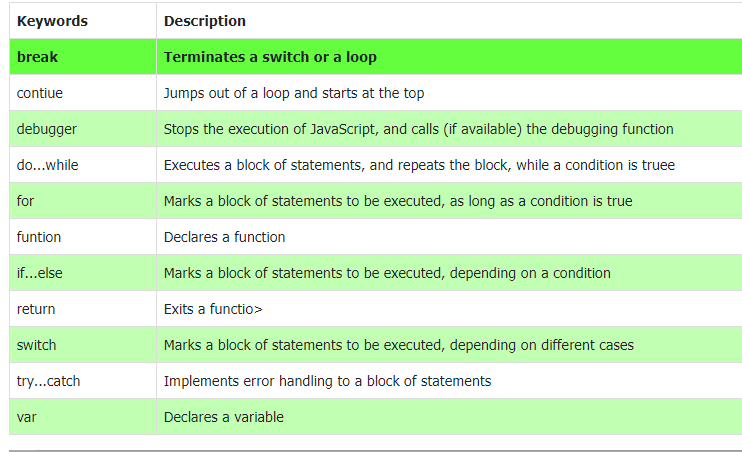 Keywords Description
break Terminates a switch or a loop
contiue Jumps out of a loop and starts at the top
debugger Stops the execution of JavaScript, and calls (if available) the debugging function
do...while Executes a block of statements, and repeats the block, while a condition is truee
for Marks a block of statements to be executed, as long as a condition is true
funtion Declares a function
if...else Marks a block of statements to be executed, depending on a condition
return Exits a functio>
switch Marks a block of statements to be executed, depending on different cases
try...catch Implements error handling to a block of statements
var Declares a variable